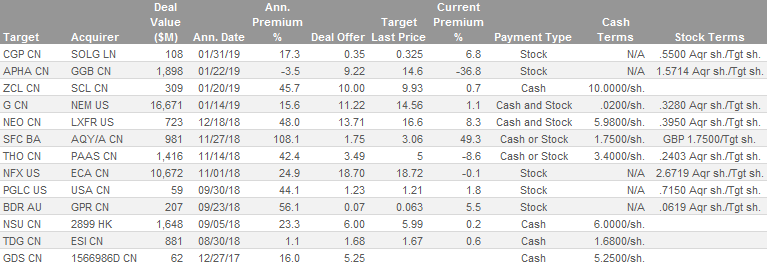 Target Acquirer Deal Value ($M) Ann. Date Ann. Premium % Deal Offer Target Last Price Current Premium % Payment Type Cash Terms Stock Terms
CGP CN SOLG LN 108 01/31/19 17.3 0.35 0.325 6.8 Stock N/A .5500 Aqr sh./Tgt sh.
APHA CN GGB CN 1,898 01/22/19 -3.5 9.22 14.6 -36.8 Stock N/A 1.5714 Aqr sh./Tgt sh.
ZCL CN SCL CN 309 01/20/19 45.7 10.00 9.93 0.7 Cash 10.0000/sh.
G CN NEM US 16,671 01/14/19 15.6 11.22 14.56 1.1 Cash and Stock .0200/sh. .3280 Aqr sh./Tgt sh.
NEO CN LXFR US 723 12/18/18 48.0 13.71 16.6 8.3 Cash and Stock 5.9800/sh. .3950 Aqr sh./Tgt sh.
SFC BA AQY/A CN 981 11/27/18 108.1 1.75 3.06 49.3 Cash or Stock 1.7500/sh. GBP 1.7500/Tgt sh.
THO CN PAAS CN 1,416 11/14/18 42.4 3.49 5 -8.6 Cash or Stock 3.4000/sh. .2403 Aqr sh./Tgt sh.
NFX US ECA CN 10,672 11/01/18 24.9 18.70 18.72 -0.1 Stock N/A 2.6719 Aqr sh./Tgt sh.
PGLC US USA CN 59 09/30/18 44.1 1.23 1.21 1.8 Stock N/A .7150 Aqr sh./Tgt sh.
BDR AU GPR CN 207 09/23/18 56.1 0.07 0.063 5.5 Stock N/A .0619 Aqr sh./Tgt sh.
NSU CN 2899 HK 1,648 09/05/18 23.3 6.00 5.99 0.2 Cash 6.0000/sh.
TDG CN ESI CN 881 08/30/18 1.1 1.68 1.67 0.6 Cash 1.6800/sh.
GDS CN 1566986D CN 62 12/27/17 16.0 5.25 Cash 5.2500/sh.